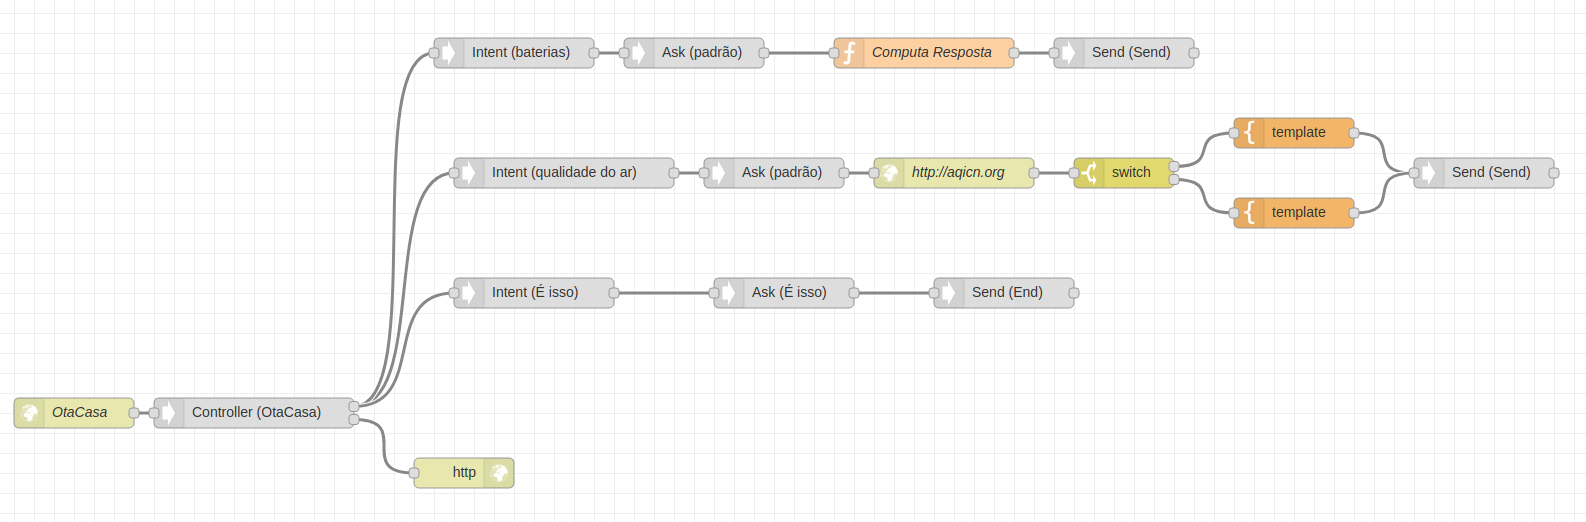 Intent (baterias)
Ask (padrão)
Computa Resposta
Send (Send)
template
Intent (qualidade do ar)
Ask (padrão)
http://aqicn.org
switch
Send (Send)
template
Intent (É isso)
Ask (É isso)
Send (End)
OtaCasa
Controller (OtaCasa)
http